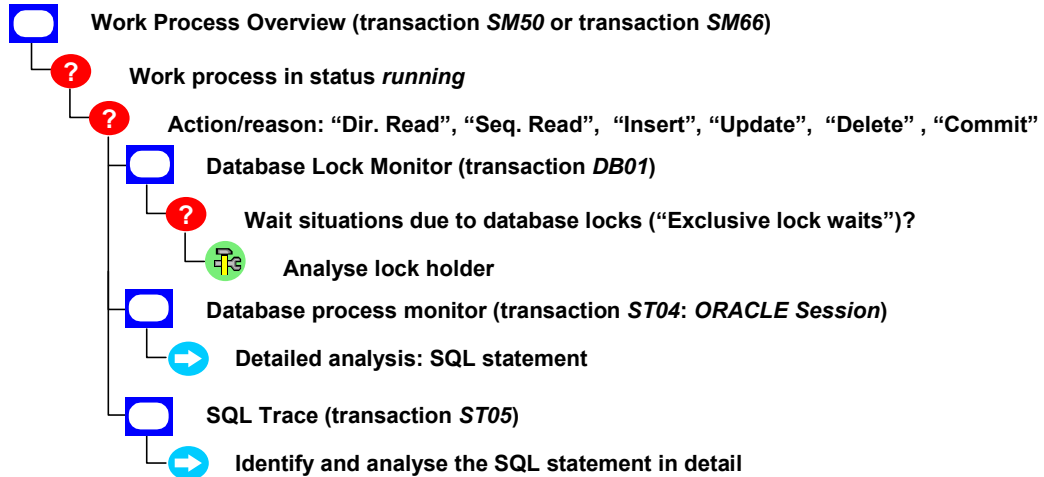 Work Process Overview (transaction SM50 or transaction SM66)
?
Work process in status running
?
Action/reason: “Dir. Read”, “Seq. Read”, “Insert”, “Update”, “Delete” , “Commit”
Database Lock Monitor (transaction DB01)
?
Wait situations due to database locks (“Exclusive lock waits”)?
Analyse lock holder
Database process monitor (transaction ST04: ORACLE Session)
Detailed analysis: SQL statement
SQL Trace (transaction ST05)
Identify and analyse the SQL statement in detail